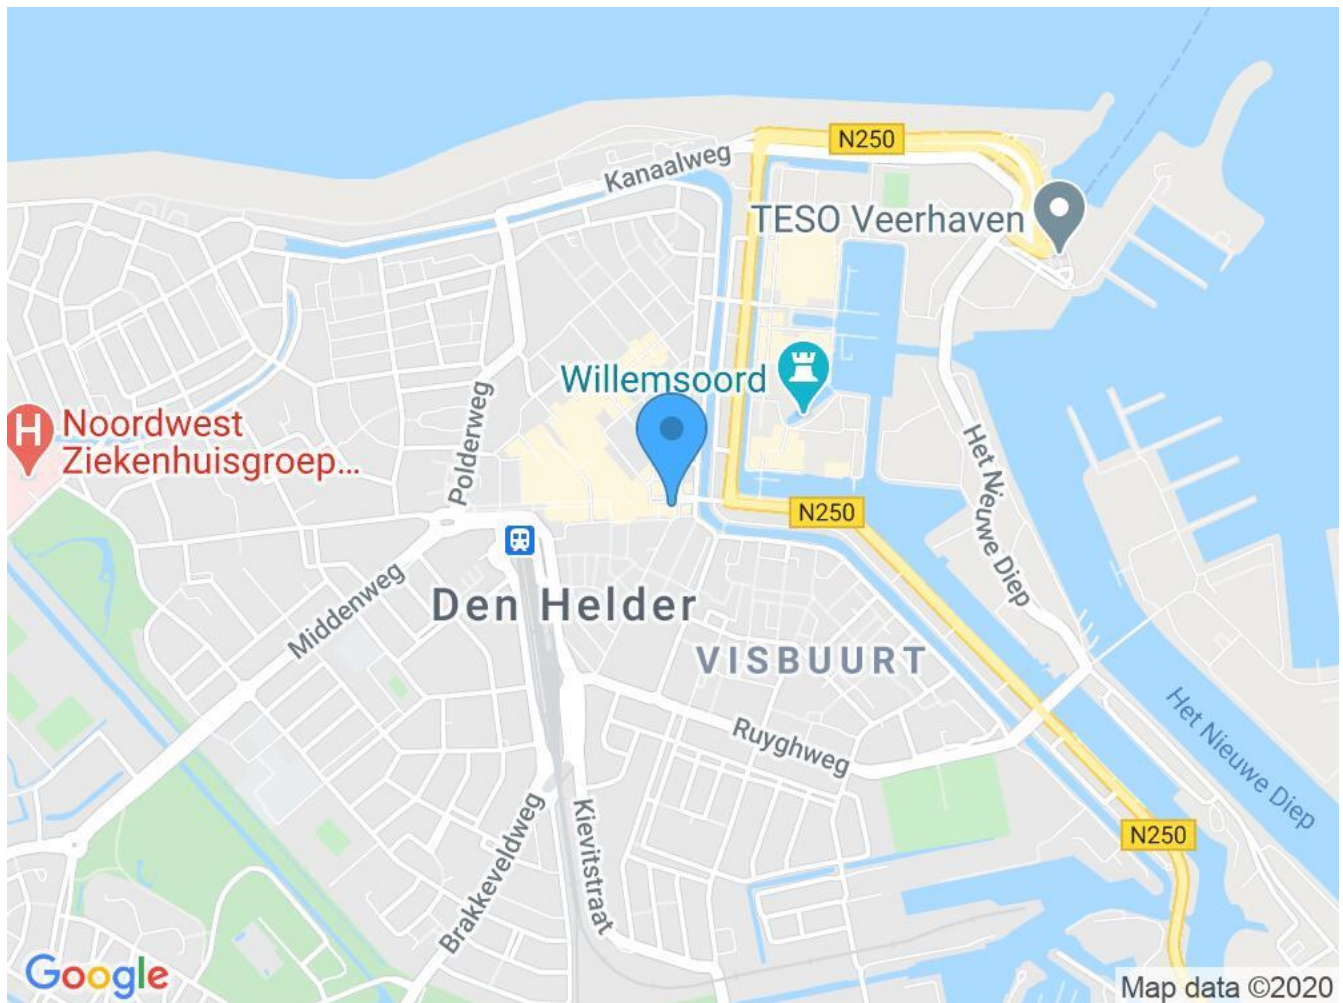 N250
Kanaalweg
TESO Veerhaven
Willemsoord
Polderweg
Noordwest
Ziekenhuisgroep...
Het Nieuwe Diep
N250
Middenweg
Den Helder
VISBUURT
Ruyghweg
Het Nieuwe Diep
Brakkeveldweg
Kievitstraat
N250
Google
Map data ©2020
H